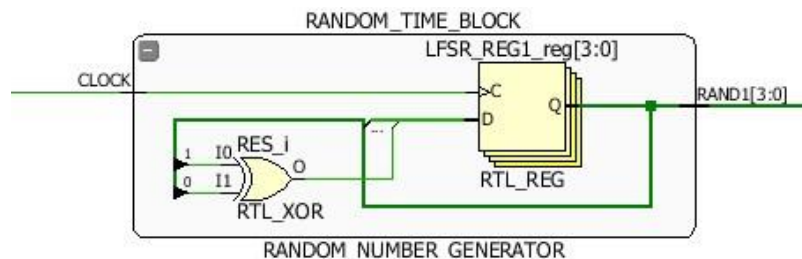 RANDOM_TIME_BLOCK
LFSR_REG1_reg[3:0]
CLOCK
C
Q
RAND1[3:0]
D
...
RES_i
1
I0
O
0
I1
RTL_XOR
RTL_REG
RANDOM NUMBER GENERATOR